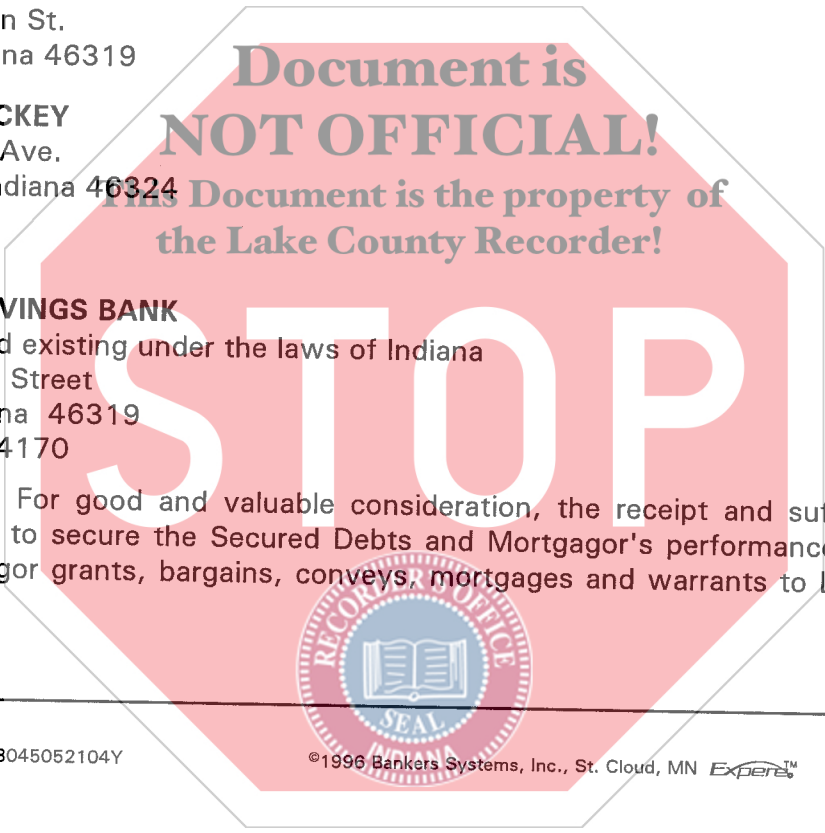 n St.
na 46319
Document is
NOT OFFICIAL!
CKEY
Ave.
diana 46324
This Document is the property of
the Lake County Recorder!
VINGS BANK
d existing under the laws of Indiana
Street
na 46319
4170
STOP
For good and valuable consideration, the receipt and suf
to secure the Secured Debts and Mortgagor's performance
gor grants, bargains, conveys, mortgages and warrants to L
RECORDER'S OFFICE
SEAL
INDIANA
8045052104Y
©1996 Bankers Systems, Inc., St. Cloud, MN Expere™